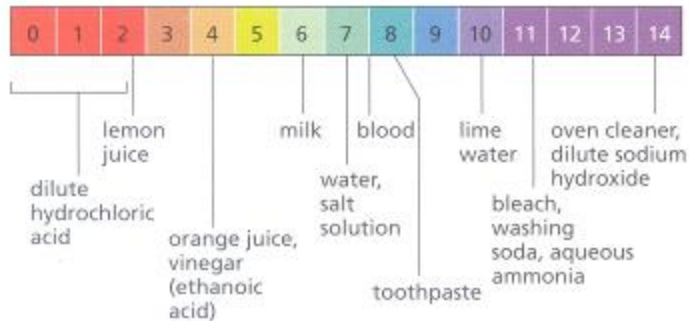 0 1 2 3 4 5 6 7 8 9 10 11 12 13 14
lemon
juice
milk
blood
lime
water
oven cleaner,
dilute sodium
hydroxide
dilute
hydrochloric
acid
water,
salt
solution
bleach,
washing
soda, aqueous
ammonia
orange juice,
vinegar
(ethanoic
acid)
toothpaste